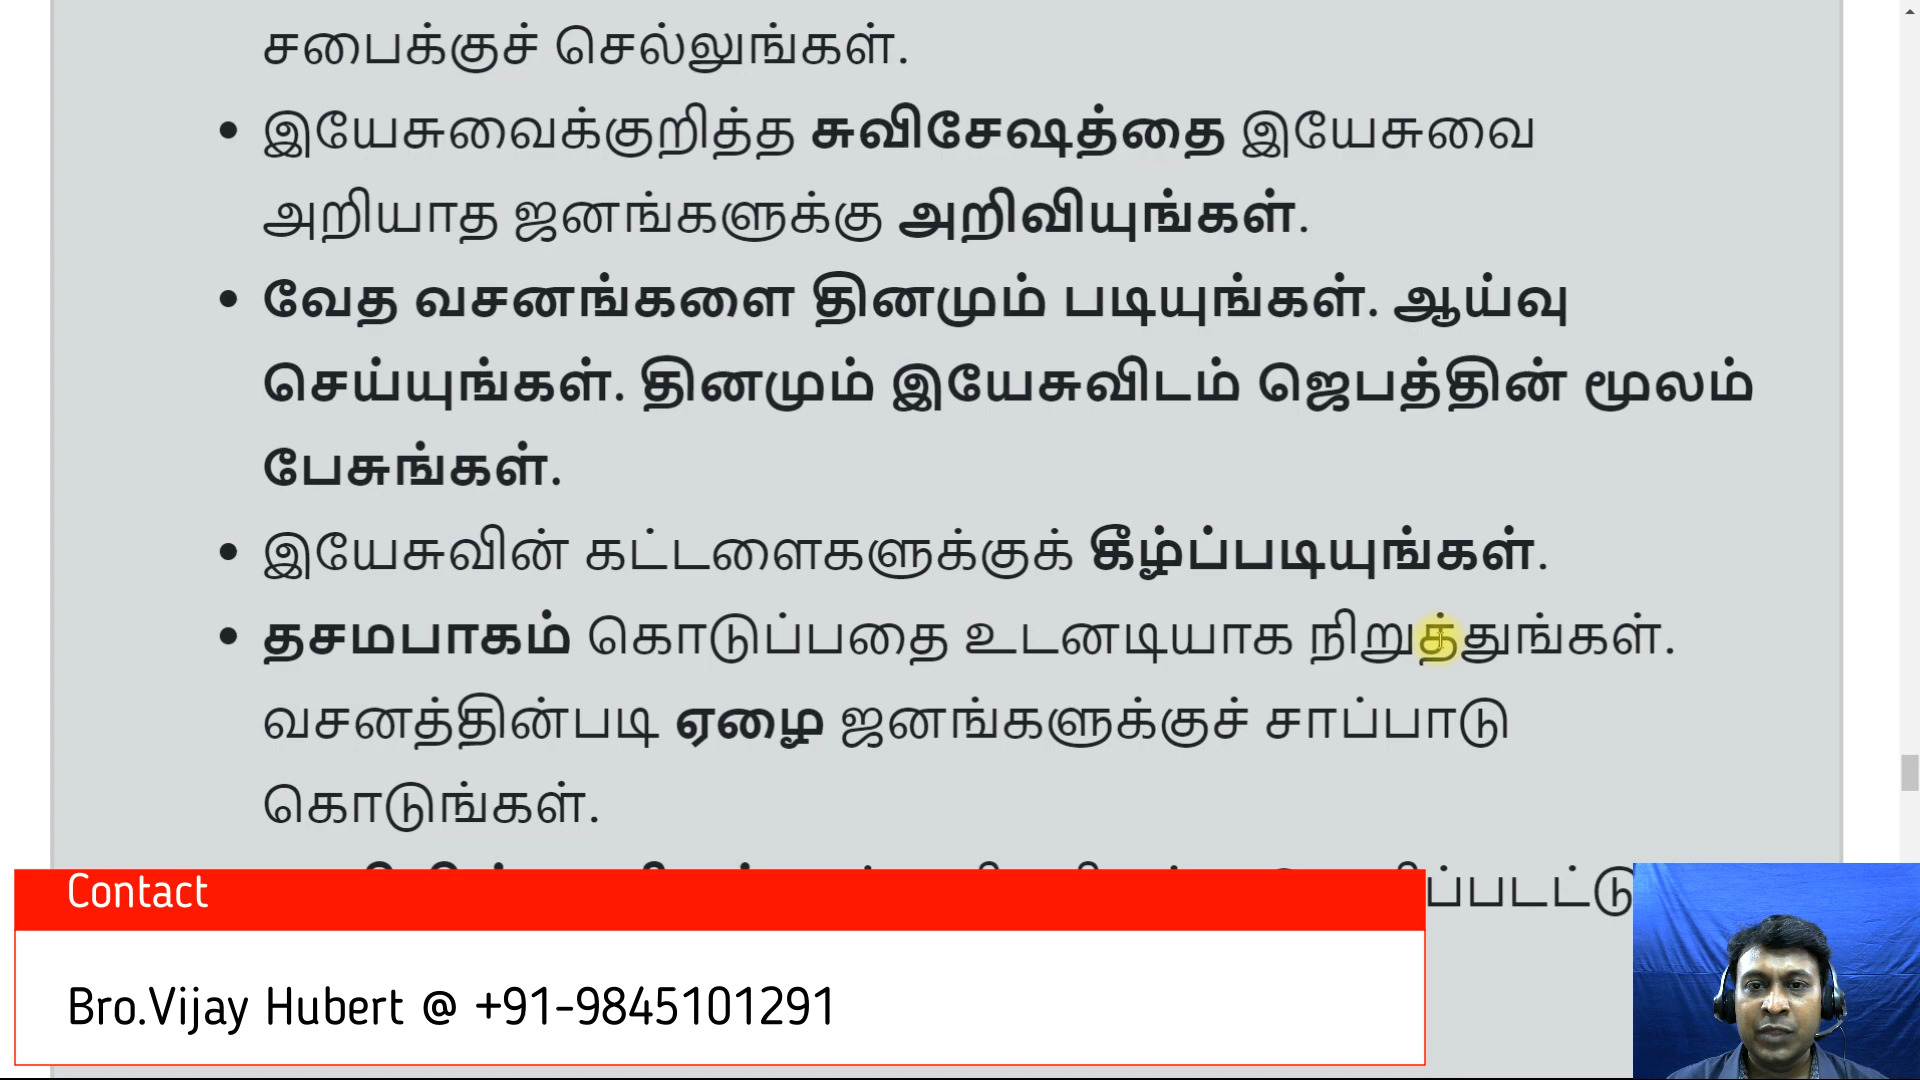 சபைக்குச் செல்லுங்கள்.
இயேசுவைக்குறித்த சுவிசேஷத்தை இயேசுவை
அறியாத ஜனங்களுக்கு அறிவியுங்கள்.
வேத வசனங்களை தினமும் படியுங்கள். ஆய்வு
செய்யுங்கள். தினமும் இயேசுவிடம் ஜெபத்தின் மூலம்
பேசுங்கள்.
இயேசுவின் கட்டளைகளுக்குக் கீழ்ப்படியுங்கள்.
தசமபாகம் கொடுப்பதை உடனடியாக நிறுத்துங்கள்.
வசனத்தின்படி ஏழை ஜனங்களுக்குச் சாப்பாடு
கொடுங்கள்.
Contact
Bro.Vijay Hubert @ +91-9845101291